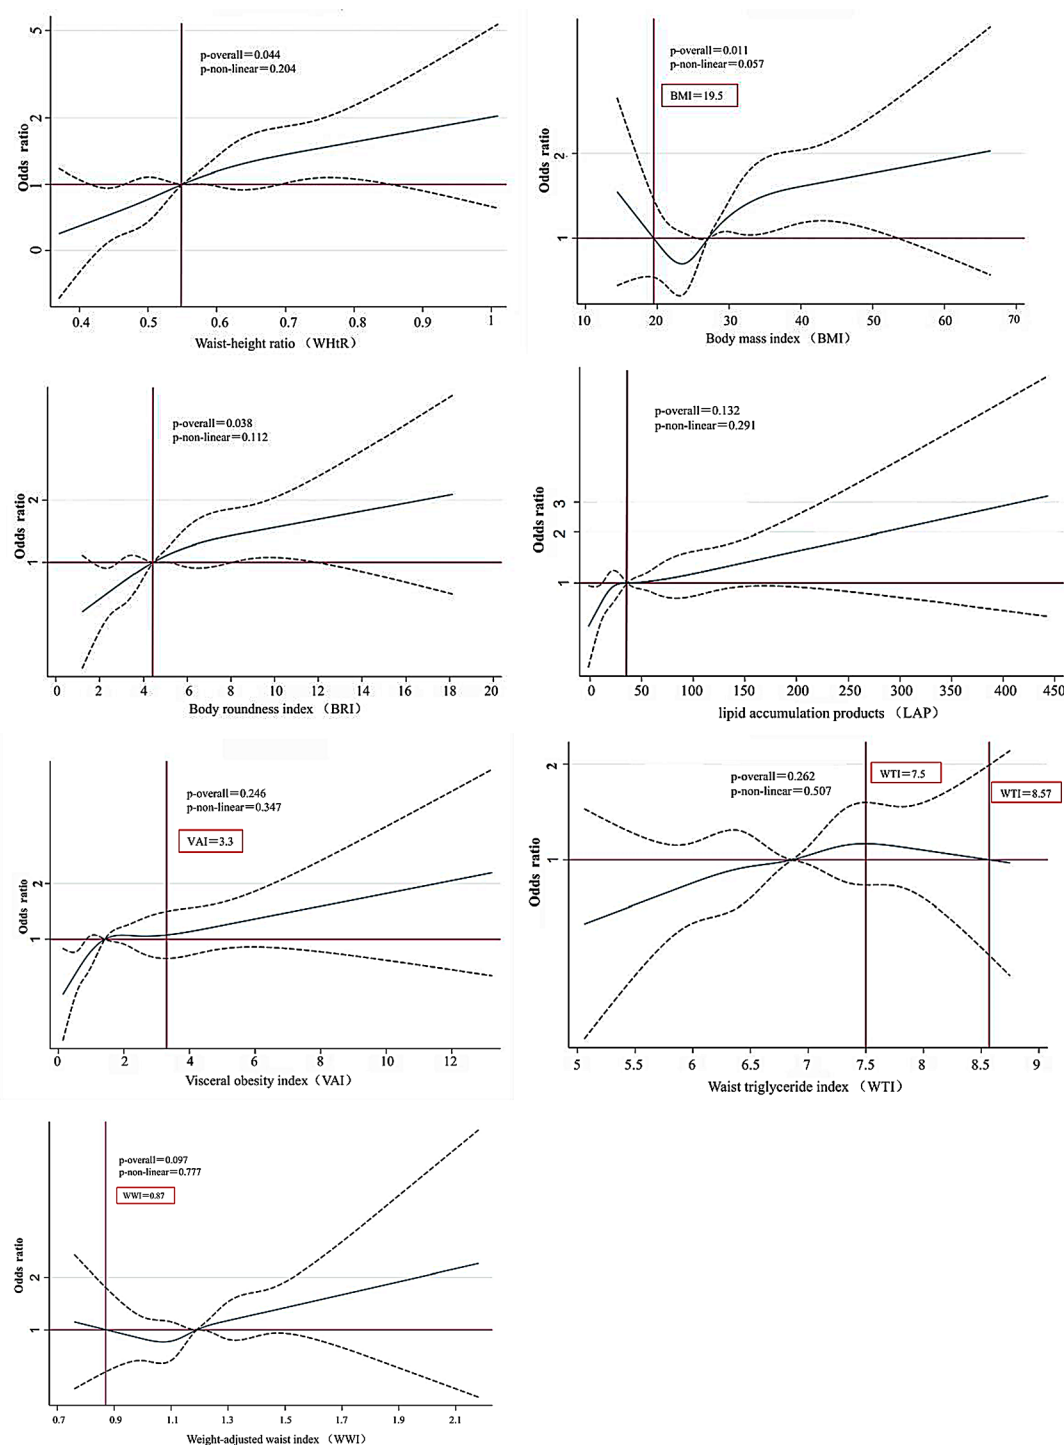 p-overall=0.044
p-non-linear=0.204
Odds ratio
5
2
1
0
0.4 0.5 0.6 0.7 0.8 0.9 1
Waist-height ratio （WHtR）
p-overall=0.011
p-non-linear=0.057
BMI=19.5
Odds ratio
2
1
10 20 30 40 50 60 70
Body mass index （BMI）
p-overall=0.038
p-non-linear=0.112
Odds ratio
2
1
0 2 4 6 8 10 12 14 16 18 20
Body roundness index （BRI）
p-overall=0.132
p-non-linear=0.291
Odds ratio
3
2
1
0 50 100 150 200 250 300 350 400 450
lipid accumulation products （LAP）
p-overall=0.246
p-non-linear=0.347
VAI=3.3
Odds ratio
2
1
0 2 4 6 8 10 12
Visceral obesity index （VAI）
p-overall=0.262
p-non-linear=0.507
WTI=7.5
WTI=8.57
Odds ratio
2
1
5 5.5 6 6.5 7 7.5 8 8.5 9
Waist triglyceride index （WTI）
p-overall=0.097
p-non-linear=0.777
WWI=0.87
Odds ratio
2
1
0.7 0.9 1.1 1.3 1.5 1.7 1.9 2.1
Weight-adjusted waist index （WWI）